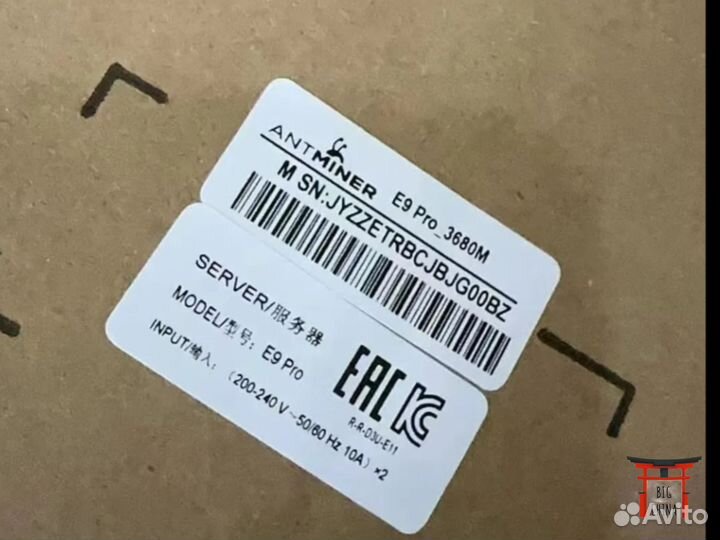 ANTMINER E9 Pro_3680M
M SN:JYZZETRBCJBJG00BZ
SERVER/服务器
MODEL/型号: E9 Pro
INPUT/输入: (200-240 V~50/60 Hz 10A) ×2
EAC
R-R-D3U-E11
BIG
Avito